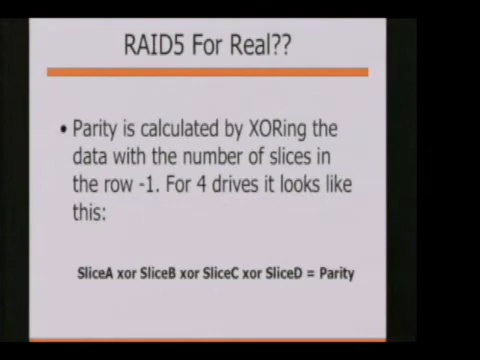 RAID5 For Real??
• Parity is calculated by XORing the
data with the number of slices in
the row -1. For 4 drives it looks like
this:
SliceA xor SliceB xor SliceC xor SliceD = Parity